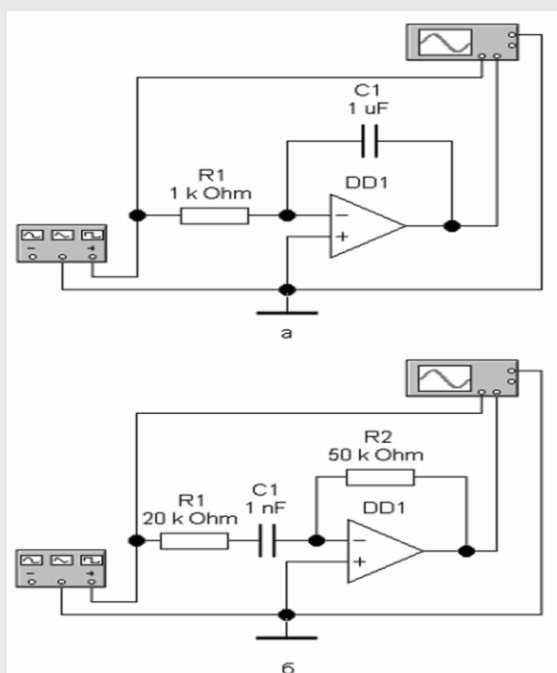 C1
1 uF
R1
1 k Ohm
DD1
−
+
−
+
а
R2
50 k Ohm
C1
1 nF
R1
20 k Ohm
DD1
−
+
−
+
б